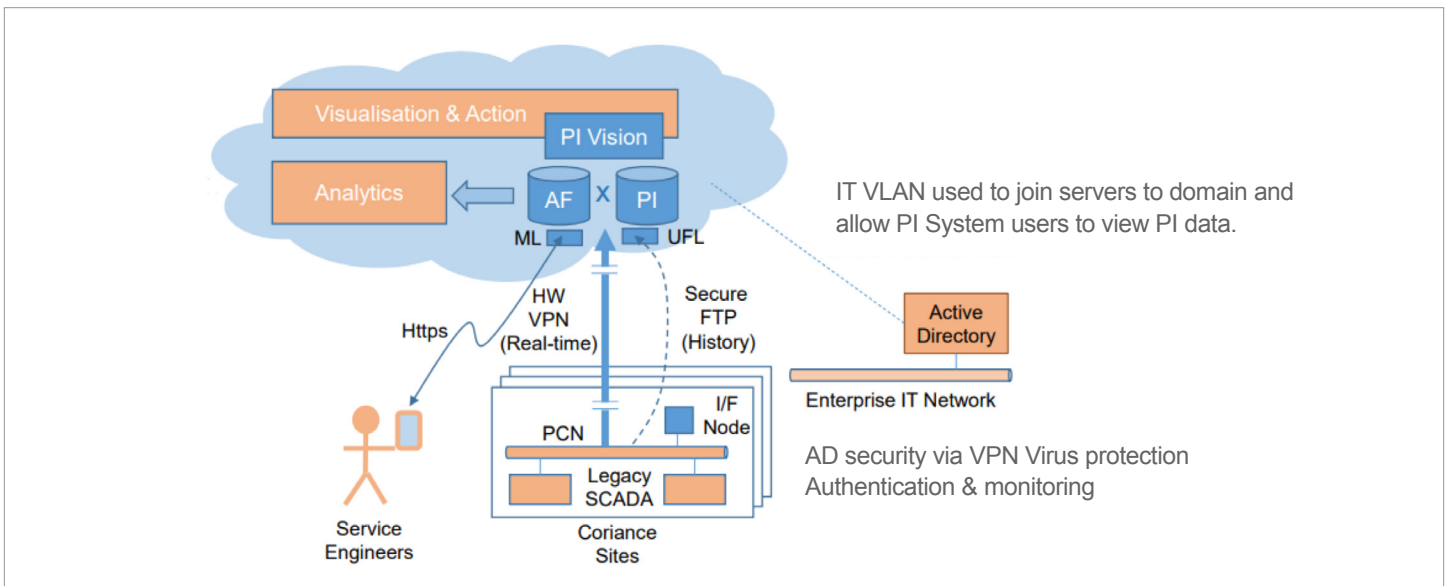 Visualisation & Action
PI Vision
Analytics
AF
X
PI
ML
UFL
IT VLAN used to join servers to domain and
allow PI System users to view PI data.
HW
VPN
(Real-time)
Secure
FTP
(History)
Https
Active
Directory
Enterprise IT Network
I/F
Node
PCN
Legacy
SCADA
AD security via VPN Virus protection
Authentication & monitoring
Service
Engineers
Coriance
Sites